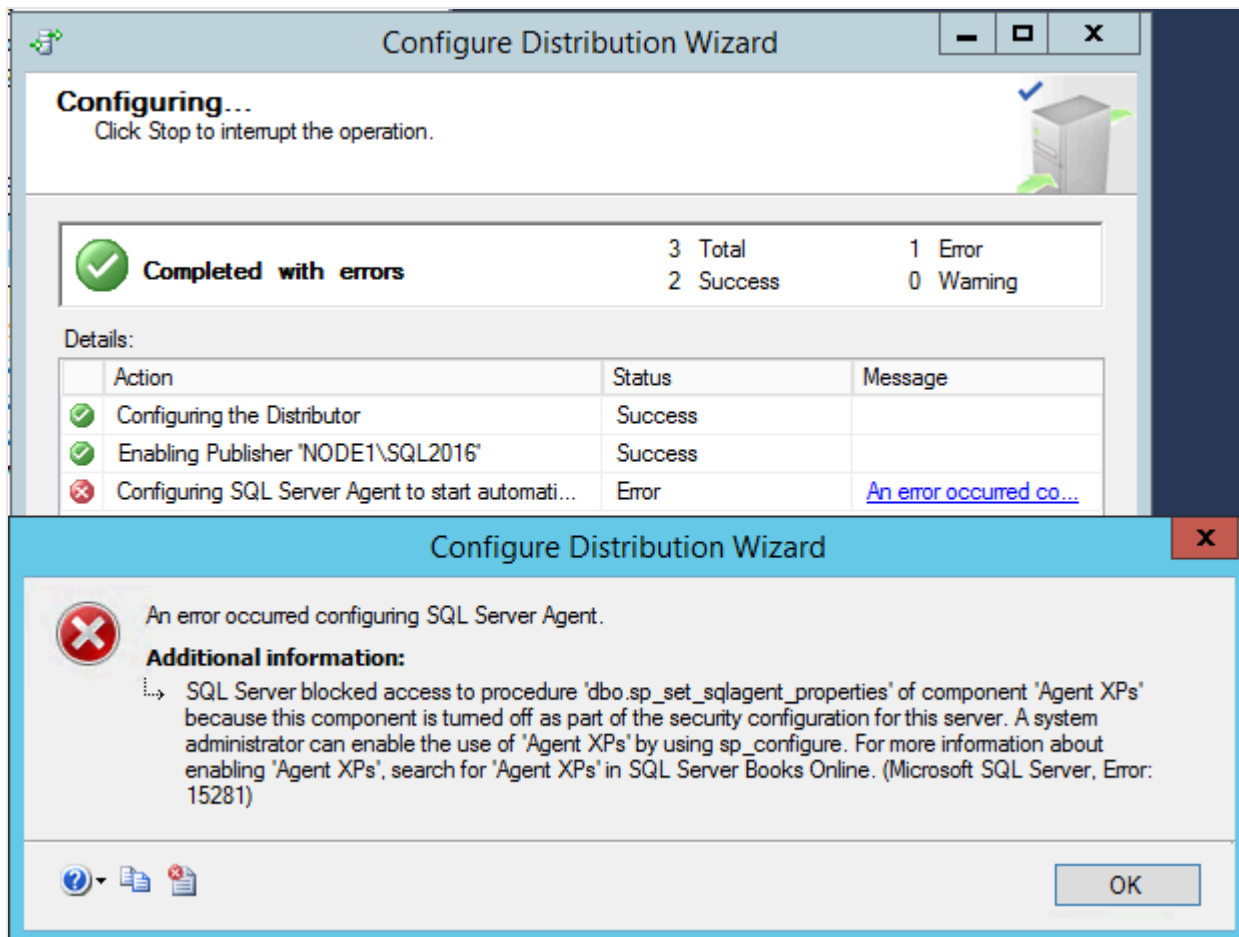 Configure Distribution Wizard
Configuring...
Click Stop to interrupt the operation.
Completed with errors
3 Total
1 Error
2 Success
0 Warning
Details:
Action Status Message
Configuring the Distributor Success
Enabling Publisher 'NODE1\SQL2016' Success
Configuring SQL Server Agent to start automati... Error An error occurred co...
Configure Distribution Wizard
An error occurred configuring SQL Server Agent.
Additional information:
SQL Server blocked access to procedure 'dbo.sp_set_sqlagent_properties' of component 'Agent XPs'
because this component is turned off as part of the security configuration for this server. A system
administrator can enable the use of 'Agent XPs' by using sp_configure. For more information about
enabling 'Agent XPs', search for 'Agent XPs' in SQL Server Books Online. (Microsoft SQL Server, Error:
15281)
OK